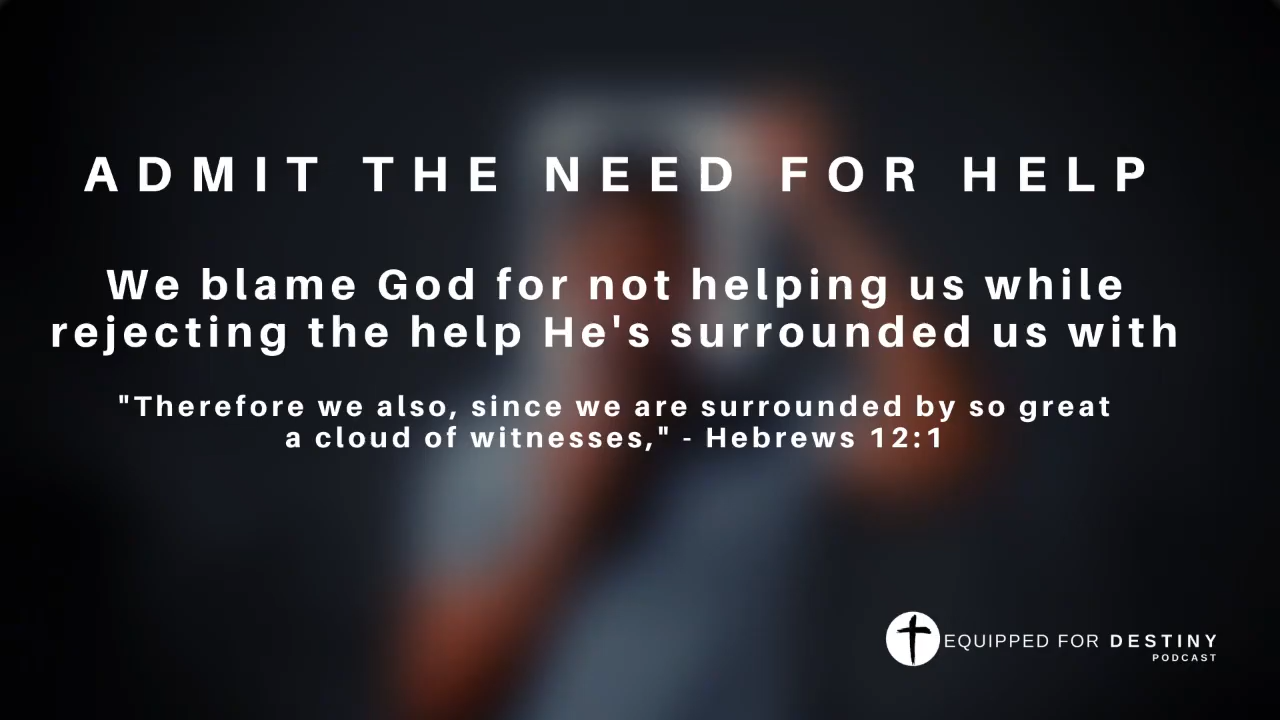 ADMIT THE NEED FOR HELP
We blame God for not helping us while
rejecting the help He's surrounded us with
"Therefore we also, since we are surrounded by so great
a cloud of witnesses," - Hebrews 12:1
EQUIPPED FOR DESTINY
PODCAST